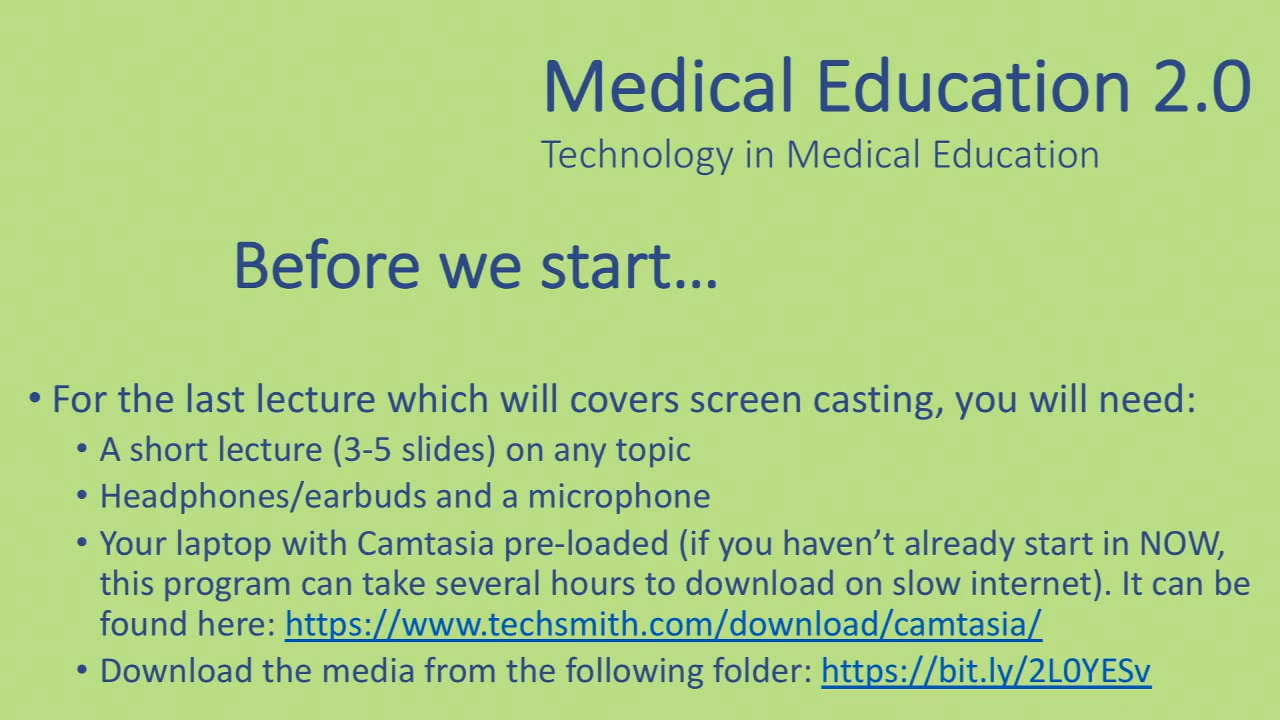 Medical Education 2.0
Technology in Medical Education
Before we start...
• For the last lecture which will covers screen casting, you will need:
• A short lecture (3-5 slides) on any topic
• Headphones/earbuds and a microphone
• Your laptop with Camtasia pre-loaded (if you haven’t already start in NOW,
this program can take several hours to download on slow internet). It can be
found here: https://www.techsmith.com/download/camtasia/
• Download the media from the following folder: https://bit.ly/2L0YESv